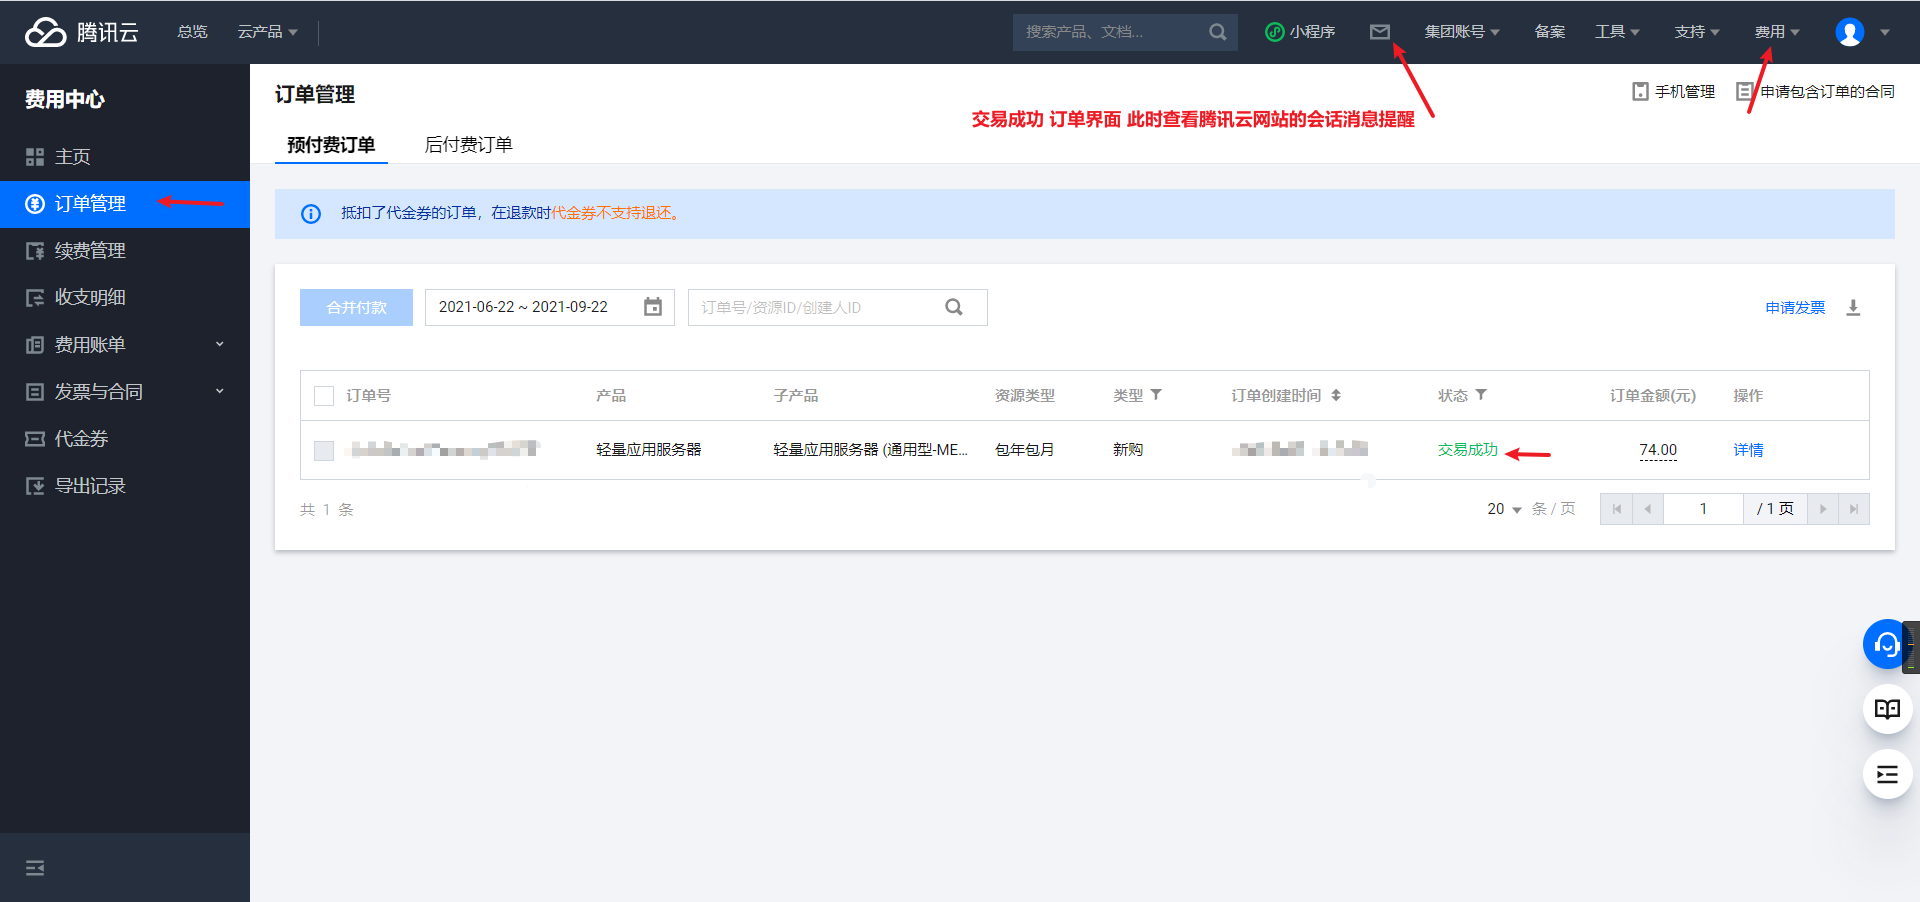 腾讯云
总览
云产品
搜索产品、文档...
小程序
集团账号
备案
工具
支持
费用
费用中心
主页
订单管理
续费管理
收支明细
费用账单
发票与合同
代金券
导出记录
订单管理
手机管理
申请包含订单的合同
交易成功 订单界面 此时查看腾讯云网站的会话消息提醒
预付费订单
后付费订单
抵扣了代金券的订单，在退款时代金券不支持退还。
合并付款
2021-06-22 ~ 2021-09-22
订单号/资源ID/创建人ID
申请发票
订单号 产品 子产品 资源类型 类型 订单创建时间 状态 订单金额(元) 操作
轻量应用服务器 轻量应用服务器 (通用型-ME... 包年包月 新购 交易成功 74.00 详情
共 1 条
20 条 / 页
1 / 1 页